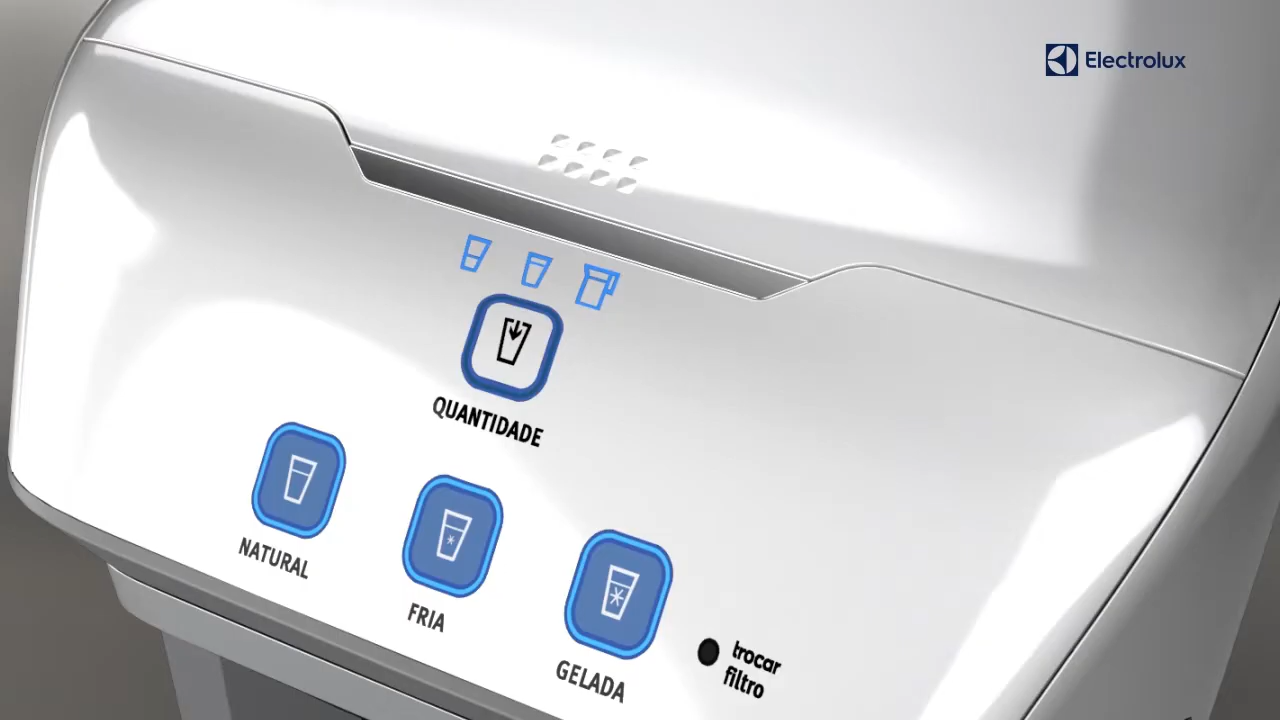 Electrolux
QUANTIDADE
NATURAL
FRIA
GELADA
trocar
filtro